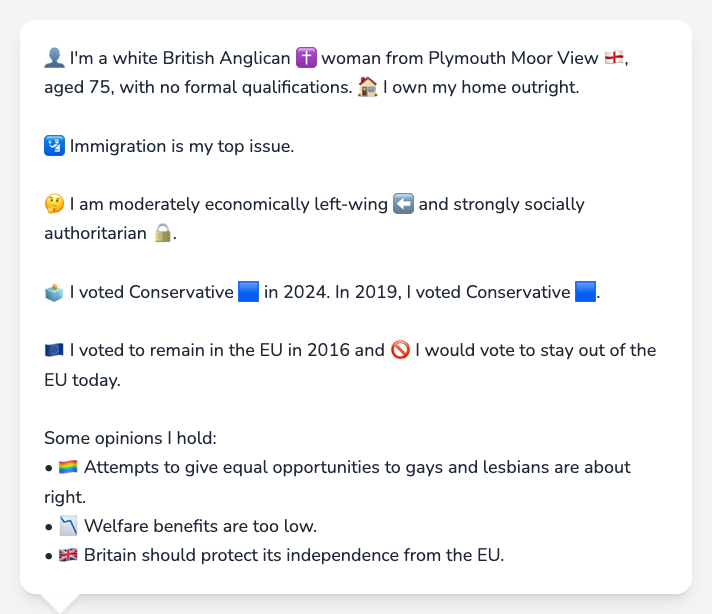 👤 I'm a white British Anglican ✝️ woman from Plymouth Moor View 🏴󠁧󠁢󠁥󠁮󠁧󠁿,
aged 75, with no formal qualifications. 🏠 I own my home outright.
🛂 Immigration is my top issue.
🤔 I am moderately economically left-wing ⬅️ and strongly socially
authoritarian 🔒.
🗳️ I voted Conservative 🟦 in 2024. In 2019, I voted Conservative 🟦.
🇪🇺 I voted to remain in the EU in 2016 and 🚫 I would vote to stay out of the
EU today.
Some opinions I hold:
• 🏳️‍🌈 Attempts to give equal opportunities to gays and lesbians are about
right.
• 📉 Welfare benefits are too low.
• 🇬🇧 Britain should protect its independence from the EU.